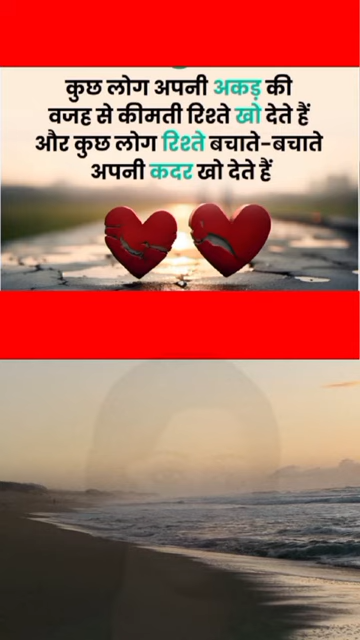 कुछ लोग अपनी अकड़ की
वजह से कीमती रिश्ते खो देते हैं
और कुछ लोग रिश्ते बचाते-बचाते
अपनी कदर खो देते हैं